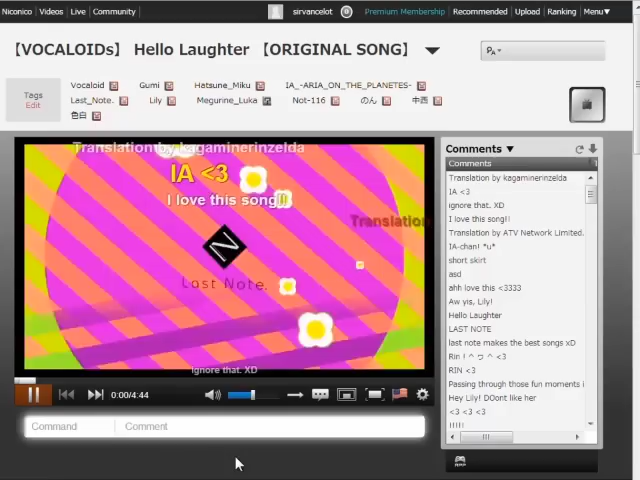 Niconico Videos Live Community sirvancelot Premium Membership Recommended Upload Ranking Menu▼
【VOCALOIDs】 Hello Laughter 【ORIGINAL SONG】
Tags
Edit
Vocaloid Gumi Hatsune_Miku IA_-ARIA_ON_THE_PLANETES-
Last_Note. Lily Megurine_Luka Not-116 のん 中西
色白
Translation by kagaminerinzelda
IA <3
I love this song!!
Translation
N
Last Note.
ignore that. XD
0:00/4:44
Command Comment
Comments ▼
Comments
Translation by kagaminerinzelda
IA <3
ignore that. XD
I love this song!!
Translation by ATV Network Limited.
IA-chan! *u*
short skirt
asd
ahh love this <3333
Aw yis, Lily!
Hello Laughter
LAST NOTE
last note makes the best songs xD
Rin ! ^ っ ^ <3
RIN <3
Passing through those fun moments i
Hey Lily! DOont like her
<3 <3 <3
!!!!!